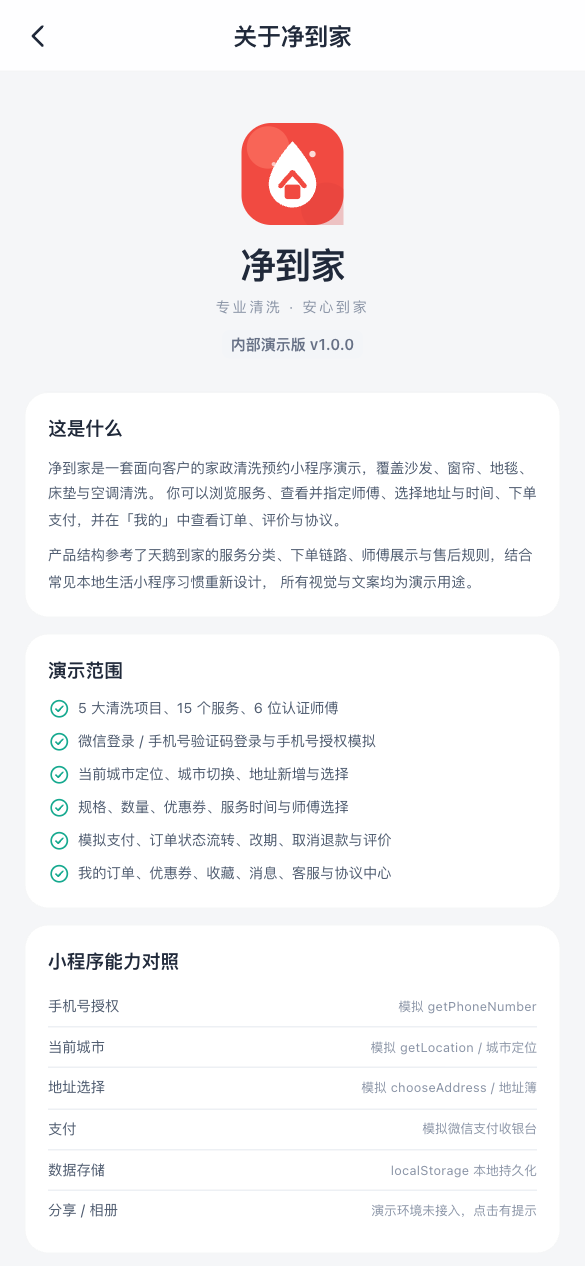 关于净到家
净到家
专业清洗 · 安心到家
内部演示版 v1.0.0
这是什么
净到家是一套面向客户的家政清洗预约小程序演示，覆盖沙发、窗帘、地毯、
床垫与空调清洗。 你可以浏览服务、查看并指定师傅、选择地址与时间、下单
支付，并在「我的」中查看订单、评价与协议。
产品结构参考了天鹅到家的服务分类、下单链路、师傅展示与售后规则，结合
常见本地生活小程序习惯重新设计， 所有视觉与文案均为演示用途。
演示范围
5 大清洗项目、15 个服务、6 位认证师傅
微信登录 / 手机号验证码登录与手机号授权模拟
当前城市定位、城市切换、地址新增与选择
规格、数量、优惠券、服务时间与师傅选择
模拟支付、订单状态流转、改期、取消退款与评价
我的订单、优惠券、收藏、消息、客服与协议中心
小程序能力对照
手机号授权 模拟 getPhoneNumber
当前城市 模拟 getLocation / 城市定位
地址选择 模拟 chooseAddress / 地址簿
支付 模拟微信支付收银台
数据存储 localStorage 本地持久化
分享 / 相册 演示环境未接入，点击有提示